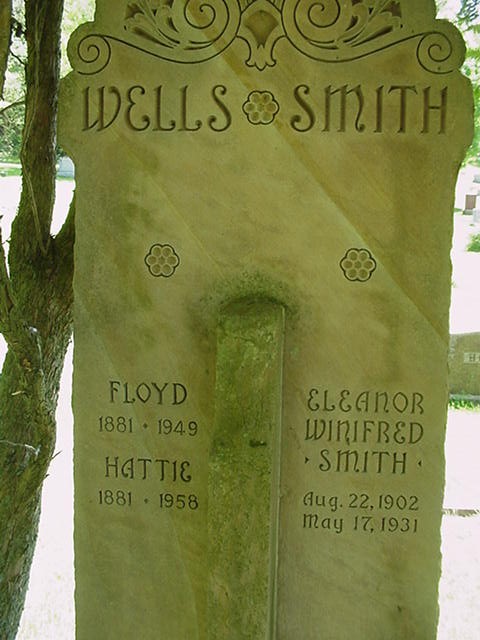 WELLS SMITH
FLOYD
1881 • 1949
HATTIE
1881 • 1958
ELEANOR
WINIFRED
• SMITH •
Aug. 22, 1902
May 17, 1931